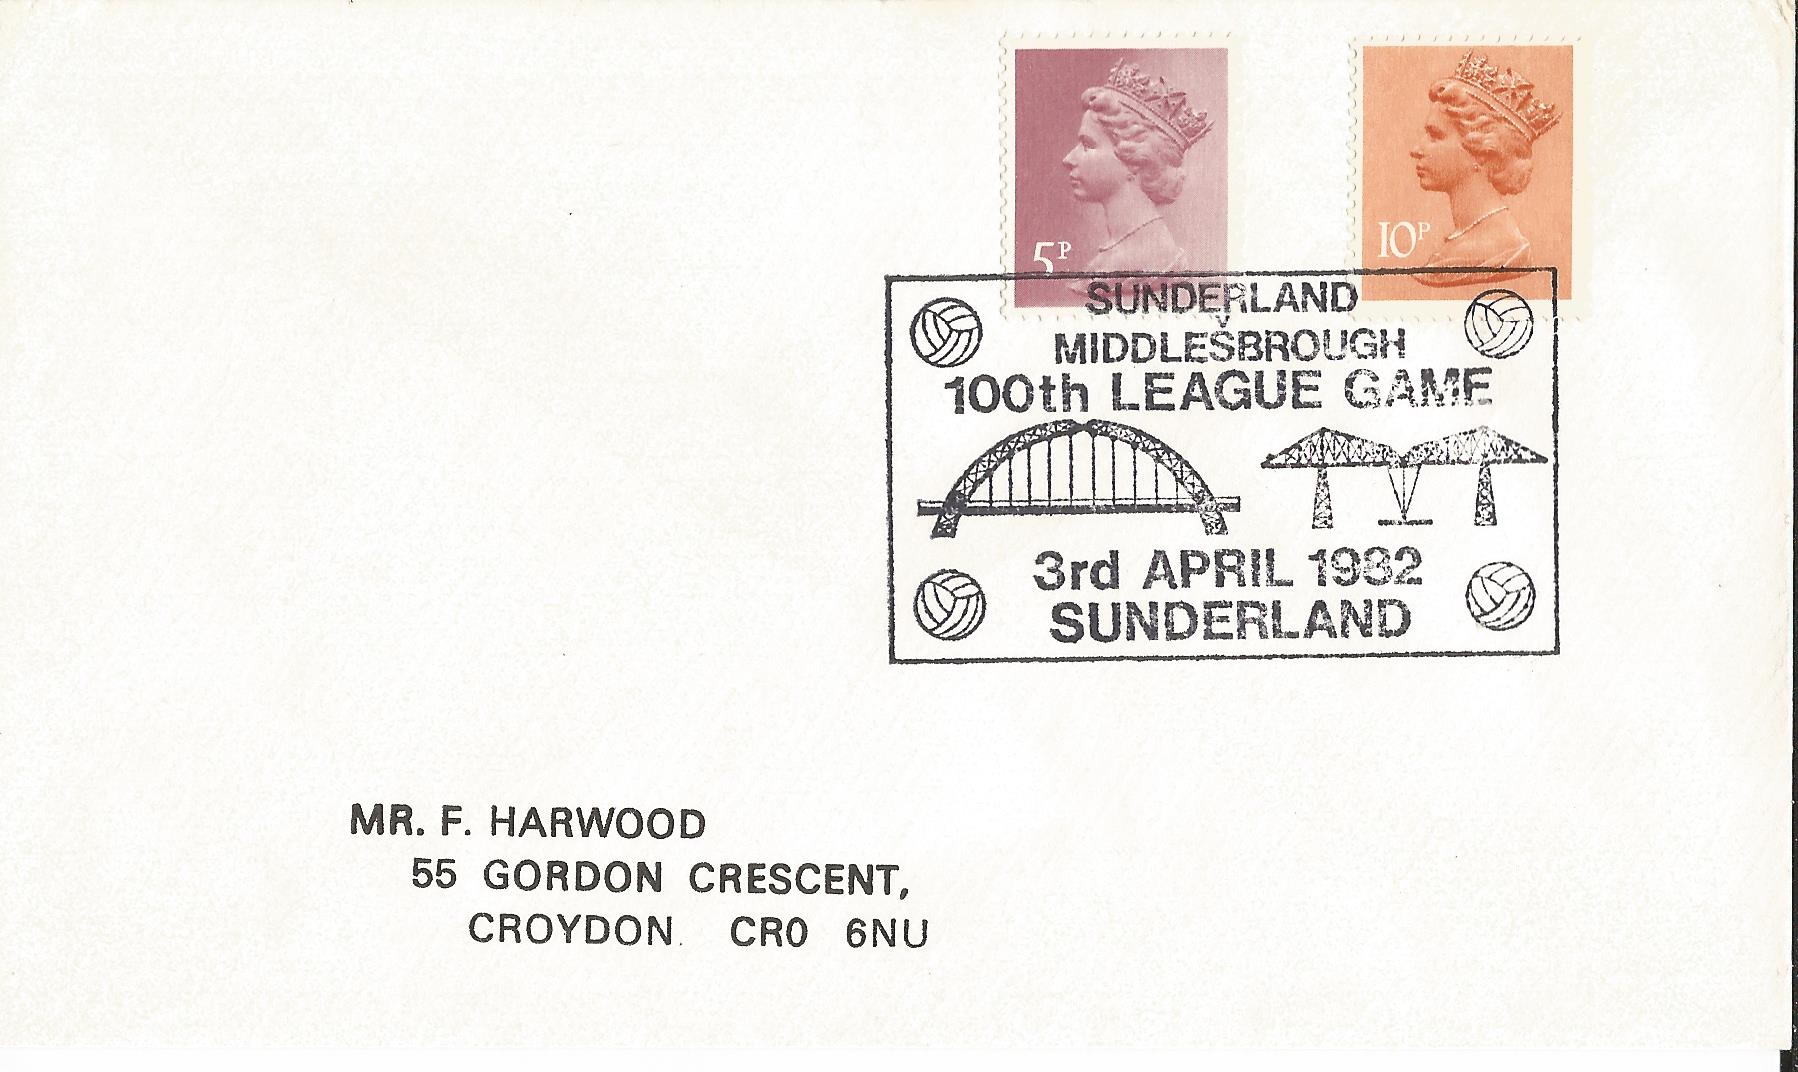 5P
10P
SUNDERLAND
v
MIDDLESBROUGH
100th LEAGUE GAME
3rd APRIL 1982
SUNDERLAND
MR. F. HARWOOD
55 GORDON CRESCENT,
CROYDON. CR0 6NU